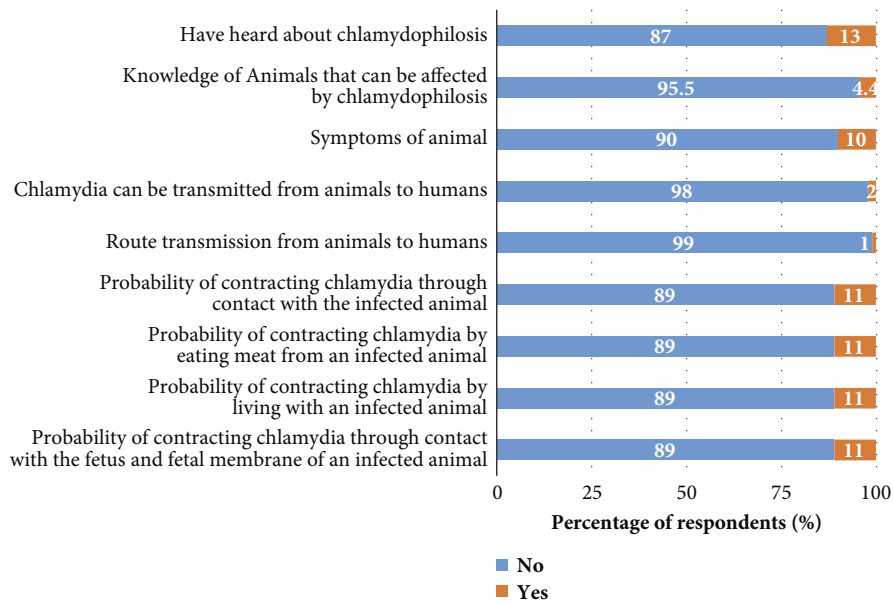 Have heard about chlamydophilosis
87 13
Knowledge of Animals that can be affected
by chlamydophilosis
95.5 4.4
Symptoms of animal
90 10
Chlamydia can be transmitted from animals to humans
98 2
Route transmission from animals to humans
99 1
Probability of contracting chlamydia through
contact with the infected animal
89 11
Probability of contracting chlamydia by
eating meat from an infected animal
89 11
Probability of contracting chlamydia by
living with an infected animal
89 11
Probability of contracting chlamydia through contact
with the fetus and fetal membrane of an infected animal
89 11
0 25 50 75 100
Percentage of respondents (%)
No
Yes